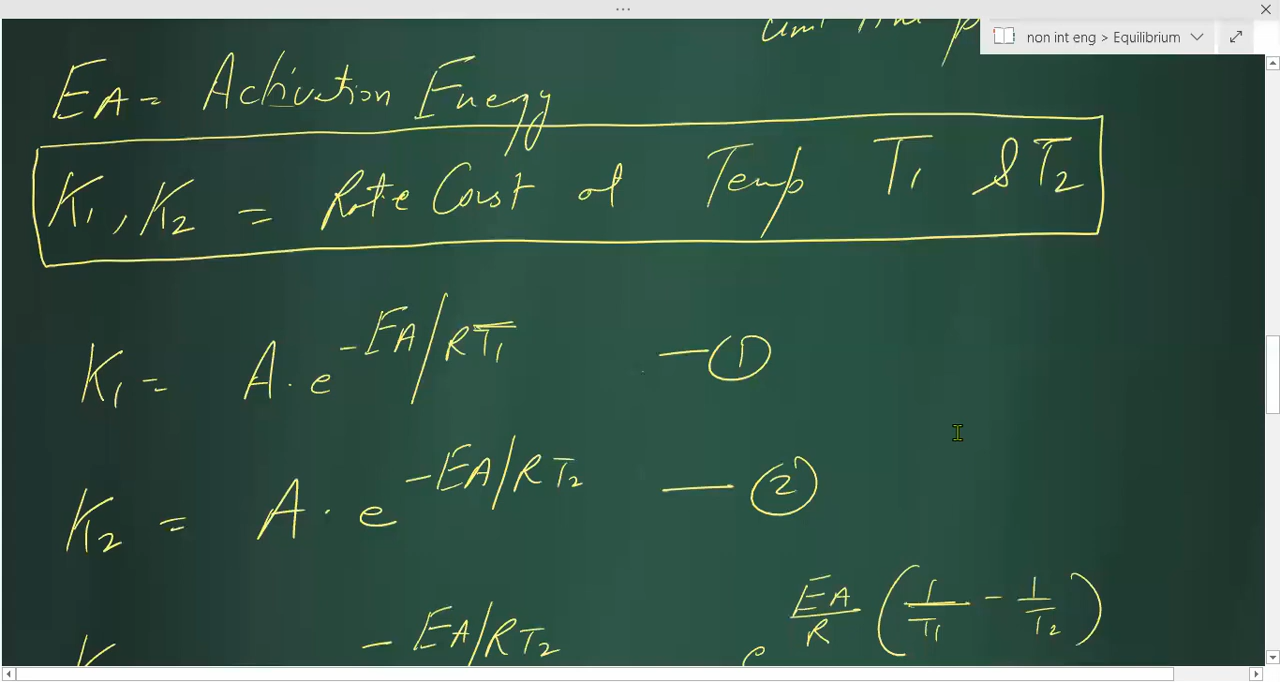 non int eng > Equilibrium
EA = Activation Energy
K1, K2 = Rate Const at Temp T1 & T2
K1 = A . e^-EA/RT1 — ①
K2 = A . e^-EA/RT2 — ②
-EA/RT2 e^EA/R (1/T1 - 1/T2)